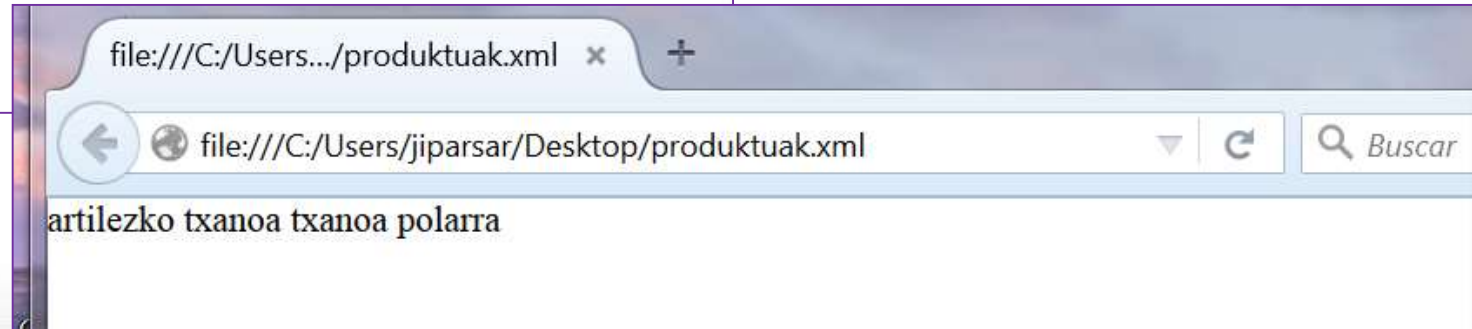 file:///C:/Users.../produktuak.xml
file:///C:/Users/jiparsar/Desktop/produktuak.xml Buscar
artilezko txanoa txanoa polarra